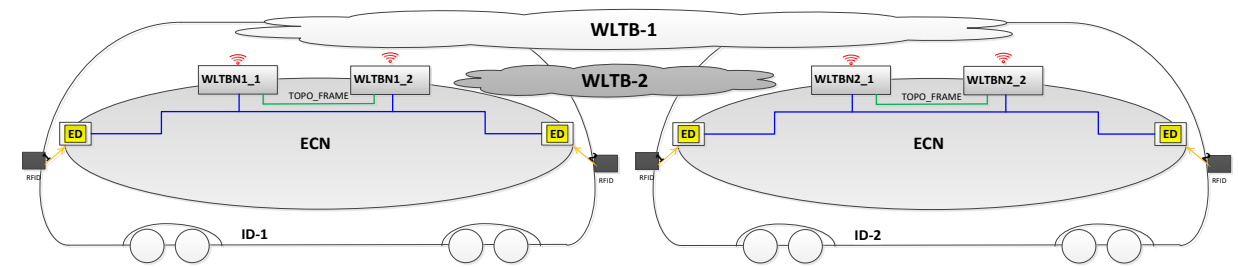 WLTB-1
WLTBN1_1
WLTBN1_2
WLTB-2
WLTBN2_1
WLTBN2_2
TOPO_FRAME
TOPO_FRAME
ED
ED
ED
ED
ECN
ECN
RFID
RFID
RFID
RFID
ID-1
ID-2